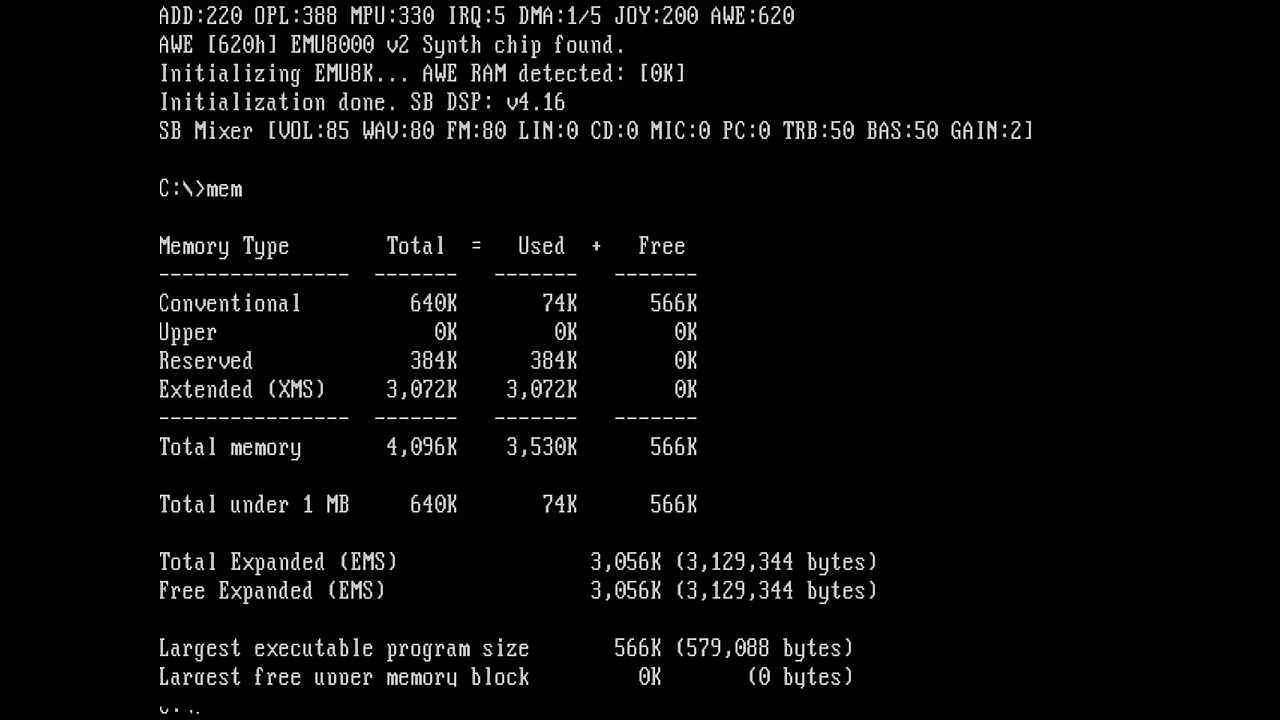 ADD:220 OPL:388 MPU:330 IRQ:5 DMA:1/5 JOY:200 AWE:620
AWE [620h] EMU8000 v2 Synth chip found.
Initializing EMU8K... AWE RAM detected: [0K]
Initialization done. SB DSP: v4.16
SB Mixer [VOL:85 WAV:80 FM:80 LIN:0 CD:0 MIC:0 PC:0 TRB:50 BAS:50 GAIN:2]
C:\>mem
Memory Type Total = Used + Free
---------------- ------- ------- -------
Conventional 640K 74K 566K
Upper 0K 0K 0K
Reserved 384K 384K 0K
Extended (XMS) 3,072K 3,072K 0K
---------------- ------- ------- -------
Total memory 4,096K 3,530K 566K
Total under 1 MB 640K 74K 566K
Total Expanded (EMS) 3,056K (3,129,344 bytes)
Free Expanded (EMS) 3,056K (3,129,344 bytes)
Largest executable program size 566K (579,088 bytes)
Largest free upper memory block 0K (0 bytes)